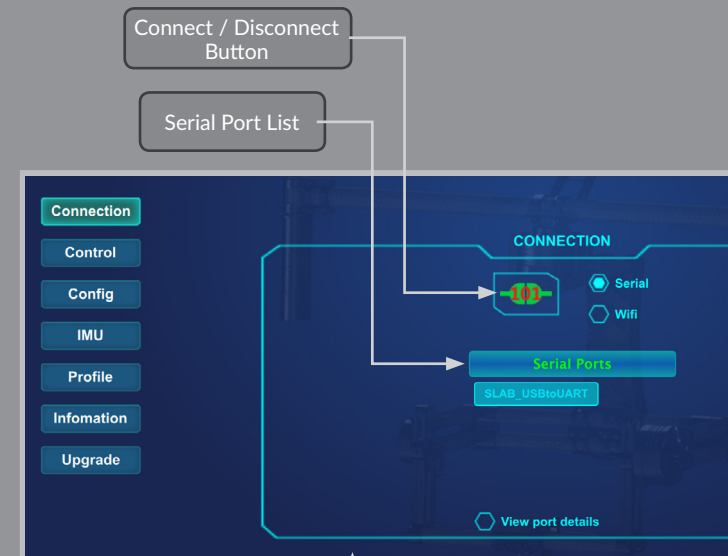 Connect / Disconnect
Button
Serial Port List
Connection
Control
Config
IMU
Profile
Infomation
Upgrade
CONNECTION
101
Serial
Wifi
Serial Ports
SLAB_USBtoUART
View port details